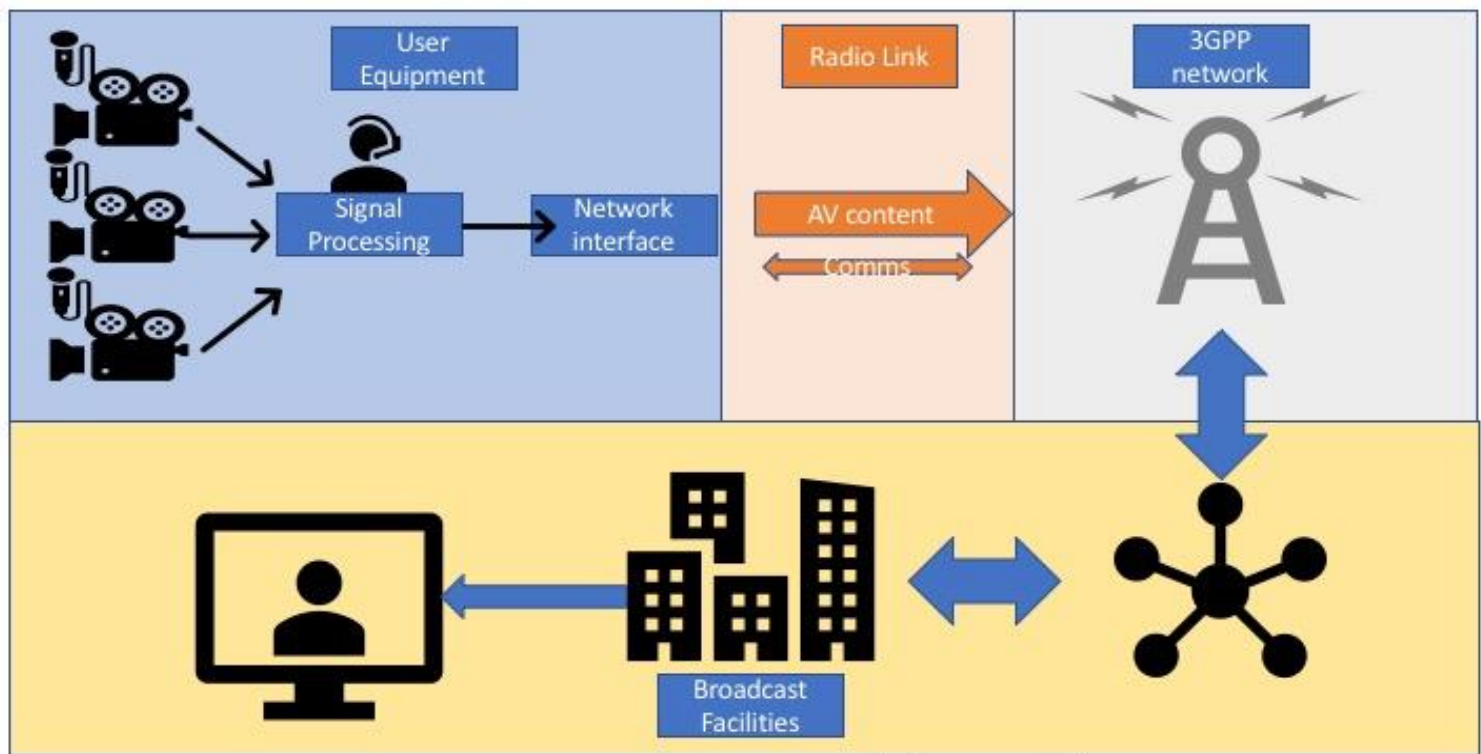 User
Equipment
Radio Link
3GPP
network
Signal
Processing
Network
interface
AV content
Comms
Broadcast
Facilities